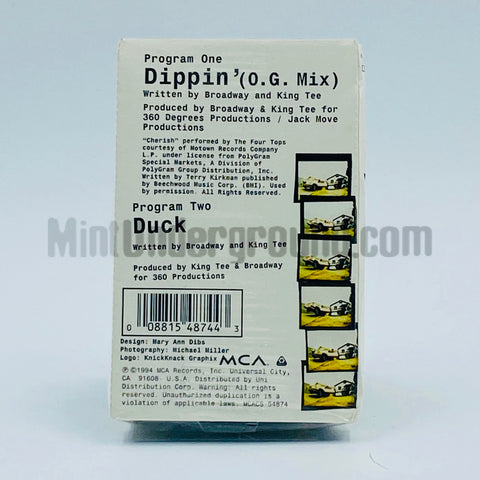 Program One
Dippin'(O.G. Mix)
Written by Broadway and King Tee
Produced by Broadway & King Tee for
360 Degrees Productions / Jack Move
Productions
"Cherish" performed by The Four Tops
courtesy of Motown Records Company
L.P. under license from PolyGram
Special Markets, A Division of
PolyGram Group Distribution, Inc.
Written by Terry Kirkman published
by Beechwood Music Corp. (BMI). Used
by permission. All Rights Reserved.
Program Two
Duck
MintUnderground.com
Written by Broadway and King Tee
Produced by King Tee & Broadway
for 360 Productions
0 08815 48744 3
Design: Mary Ann Dibs
Photography: Michael Miller
Logo: KnickKnack Graphix
MCA
℗©1994 MCA Records, Inc. Universal City,
CA 91608. U.S.A. Distributed by Uni
Distribution Corp. Warning: All rights
reserved. Unauthorized duplication is a
violation of applicable laws. MCACS 54874